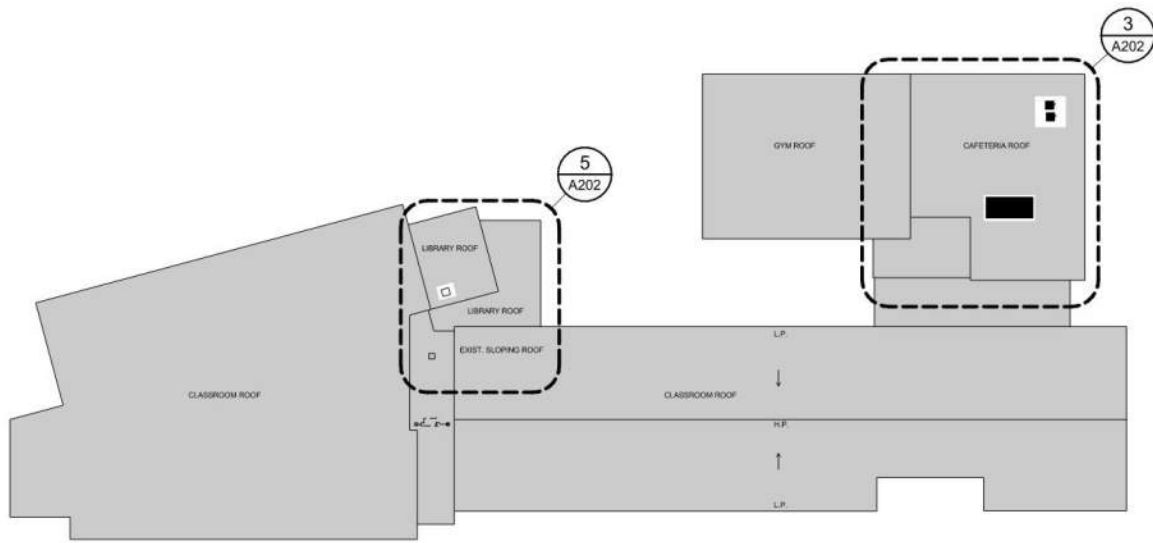 3
A202
GYM ROOF
CAFETERIA ROOF
5
A202
LIBRARY ROOF
LIBRARY ROOF
L.P.
EXIST. SLOPING ROOF
CLASSROOM ROOF
CLASSROOM ROOF
H.P.
L.P.